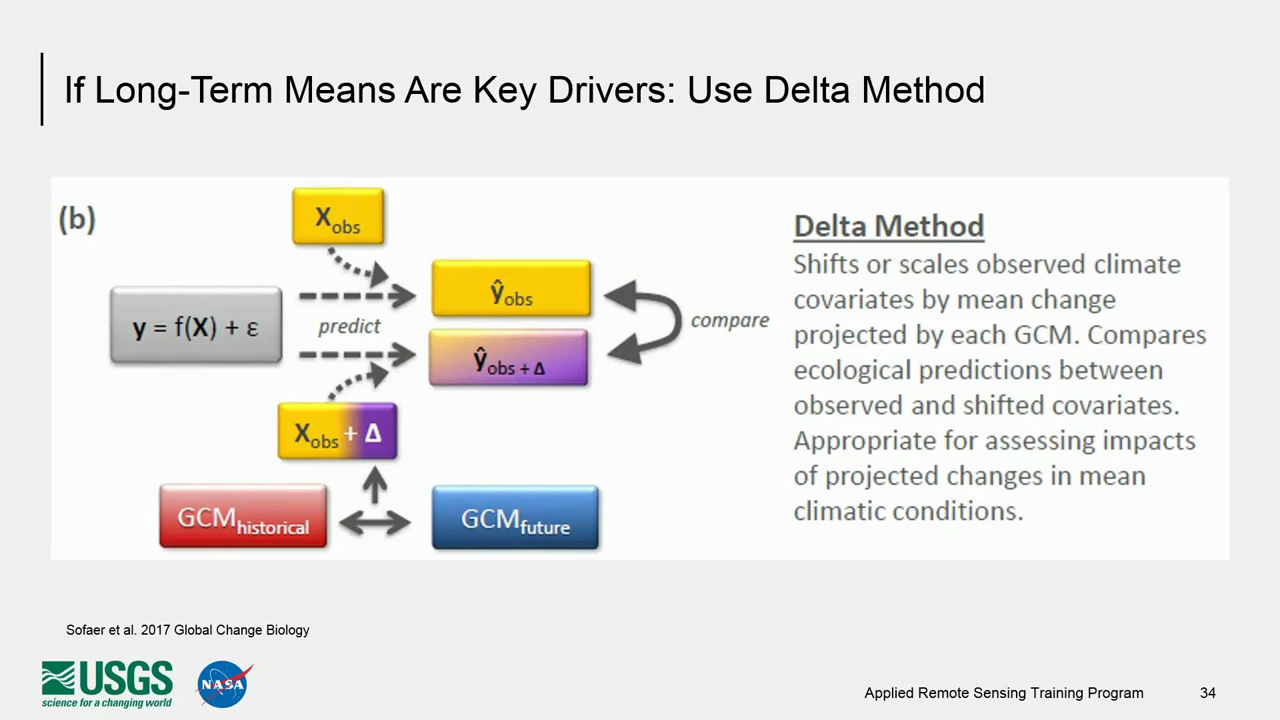 If Long-Term Means Are Key Drivers: Use Delta Method
(b)
X_obs
y = f(X) + ε
predict
ŷ_obs
ŷ_obs + Δ
compare
X_obs + Δ
GCM_historical
GCM_future
Delta Method
Shifts or scales observed climate
covariates by mean change
projected by each GCM. Compares
ecological predictions between
observed and shifted covariates.
Appropriate for assessing impacts
of projected changes in mean
climatic conditions.
Sofaer et al. 2017 Global Change Biology
USGS
science for a changing world
NASA
Applied Remote Sensing Training Program
34